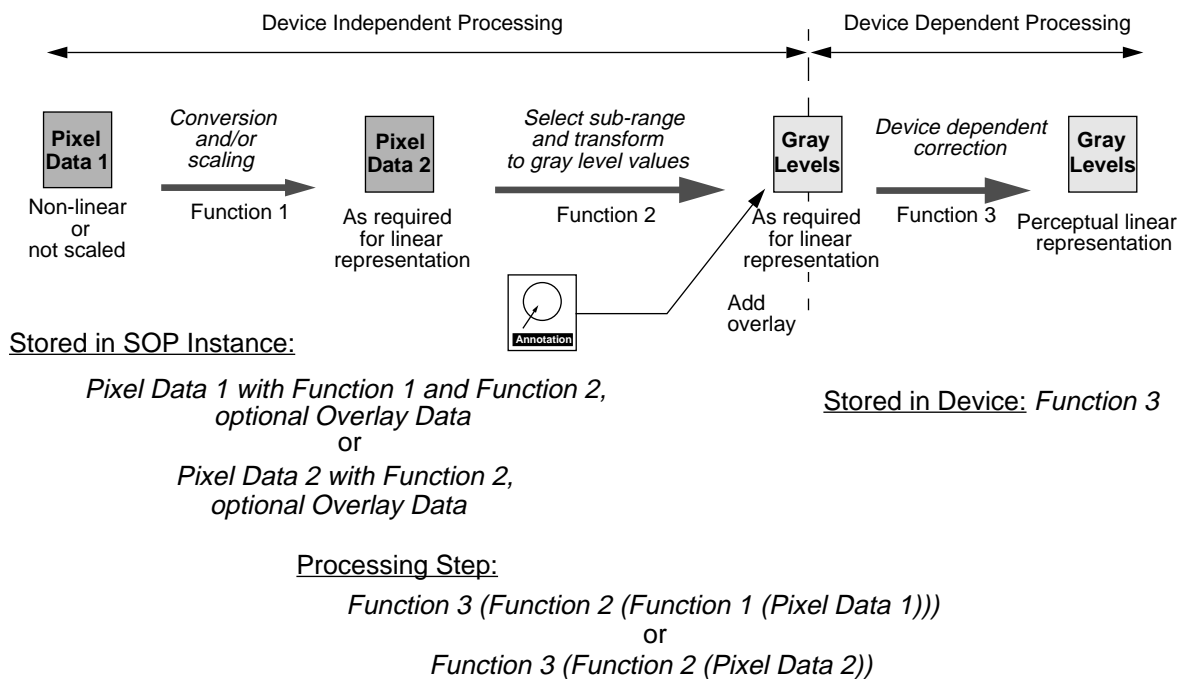 Device Independent Processing
Device Dependent Processing
Pixel
Data 1
Non-linear
or
not scaled
Conversion
and/or
scaling
Function 1
Pixel
Data 2
As required
for linear
representation
Select sub-range
and transform
to gray level values
Function 2
Gray
Levels
As required
for linear
representation
Device dependent
correction
Function 3
Gray
Levels
Perceptual linear
representation
Annotation
Add
overlay
Stored in SOP Instance:
Pixel Data 1 with Function 1 and Function 2,
optional Overlay Data
or
Pixel Data 2 with Function 2,
optional Overlay Data
Stored in Device: Function 3
Processing Step:
Function 3 (Function 2 (Function 1 (Pixel Data 1)))
or
Function 3 (Function 2 (Pixel Data 2))